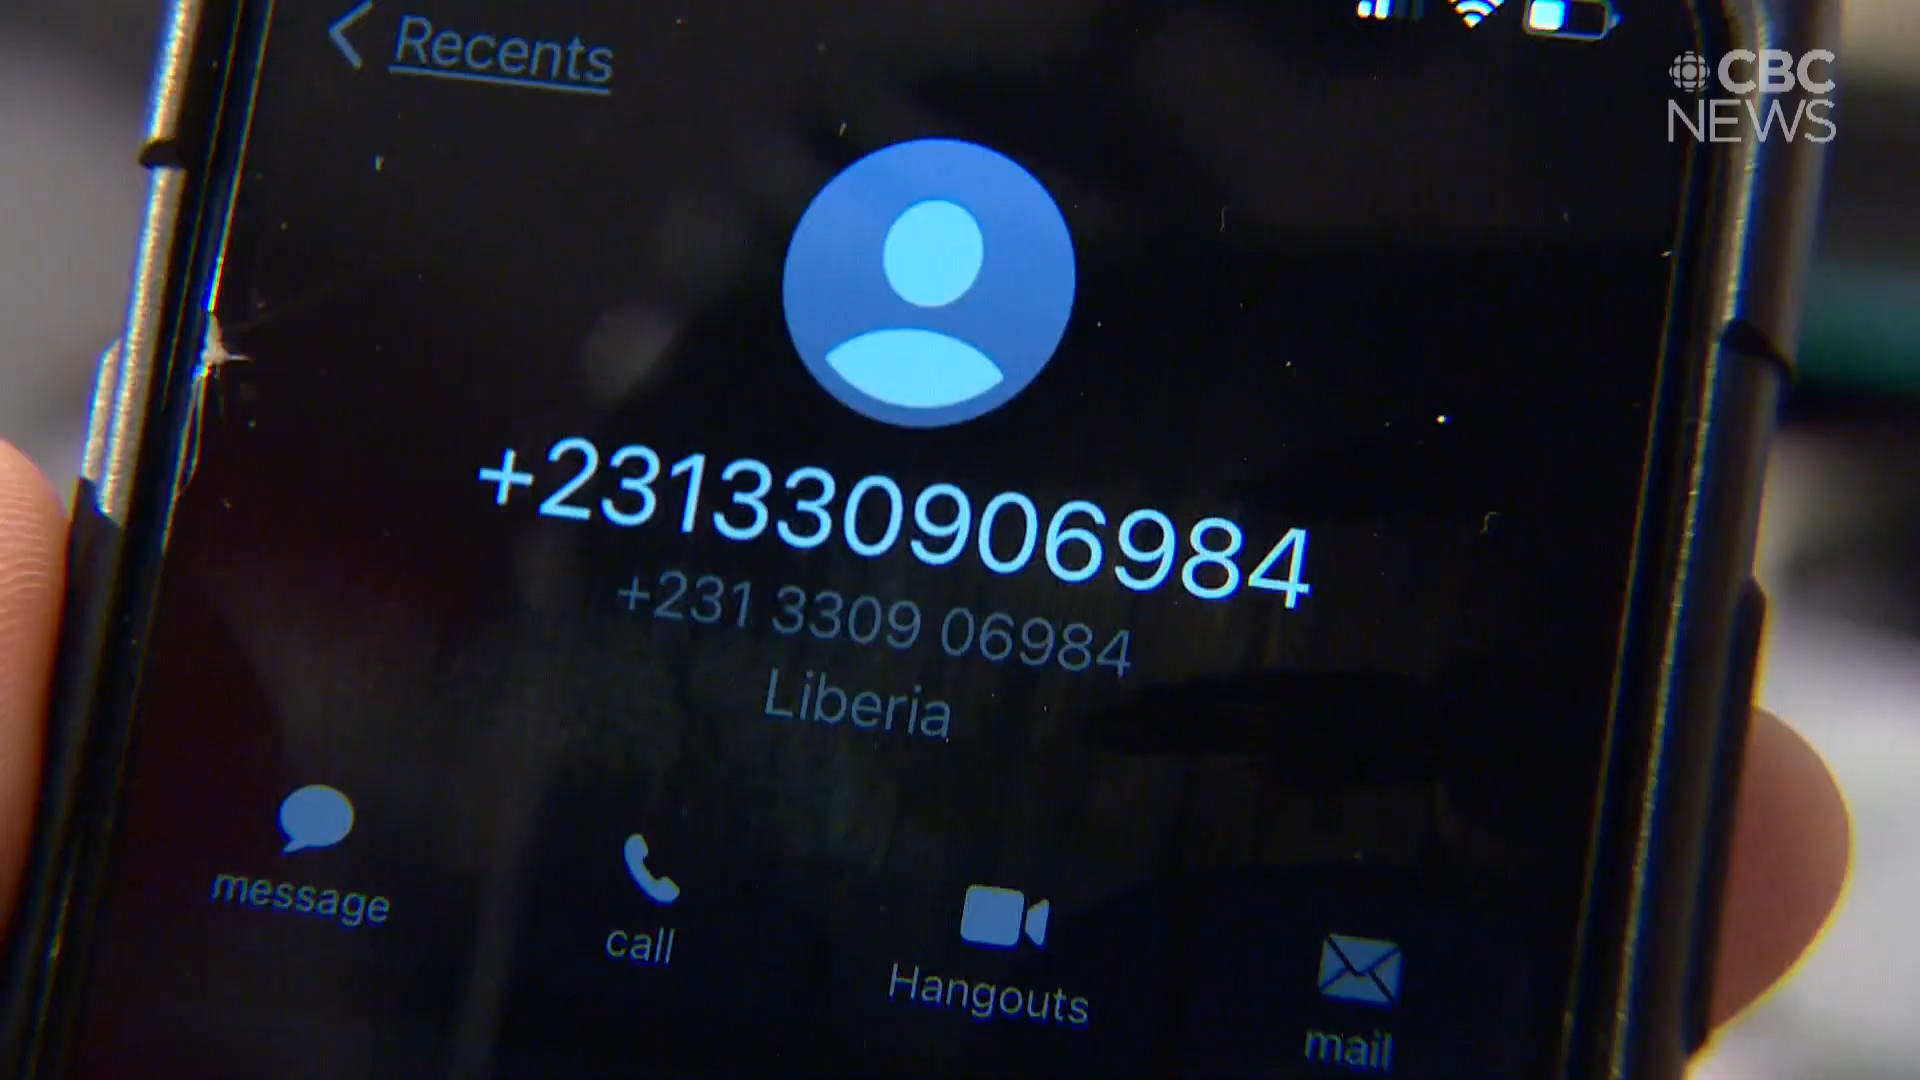 Recents
CBC
NEWS
+231330906984
+231 3309 06984
Liberia
message
call
Hangouts
mail